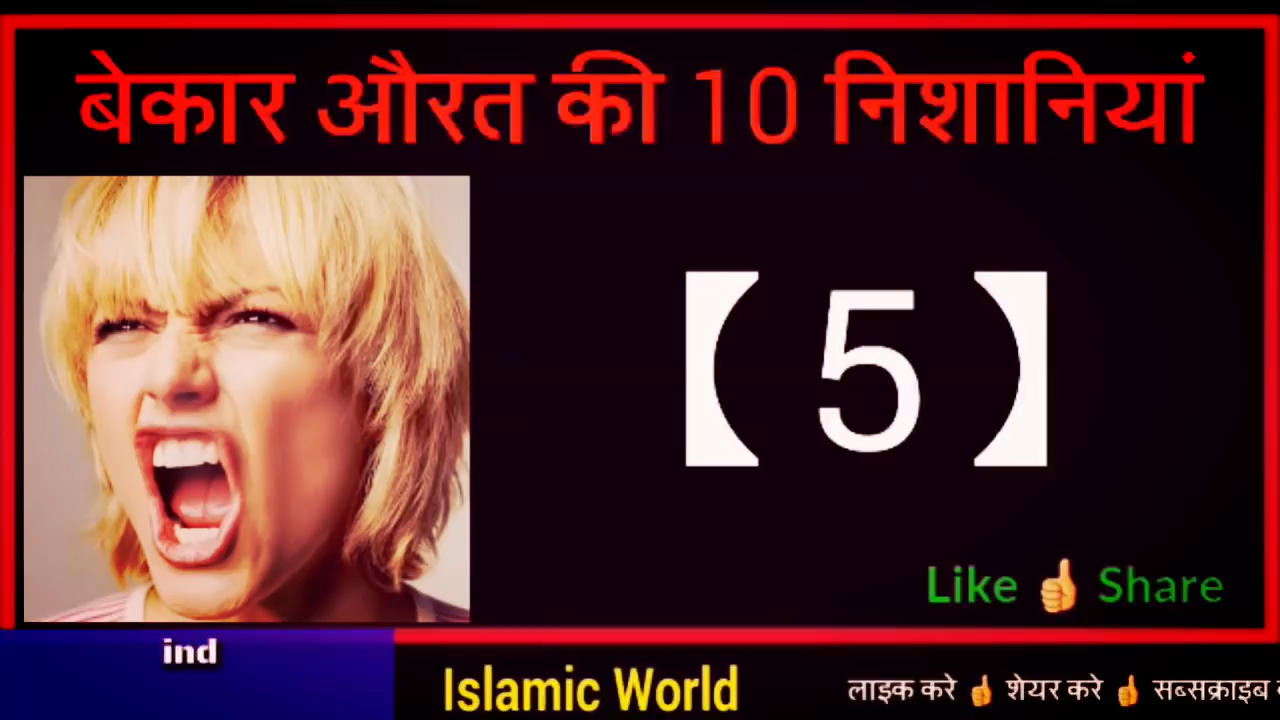 बेकार औरत की 10 निशानियां
【 5 】
Like 👍 Share
ind
Islamic World
लाइक करे 👍 शेयर करे 👍 सब्सक्राइब